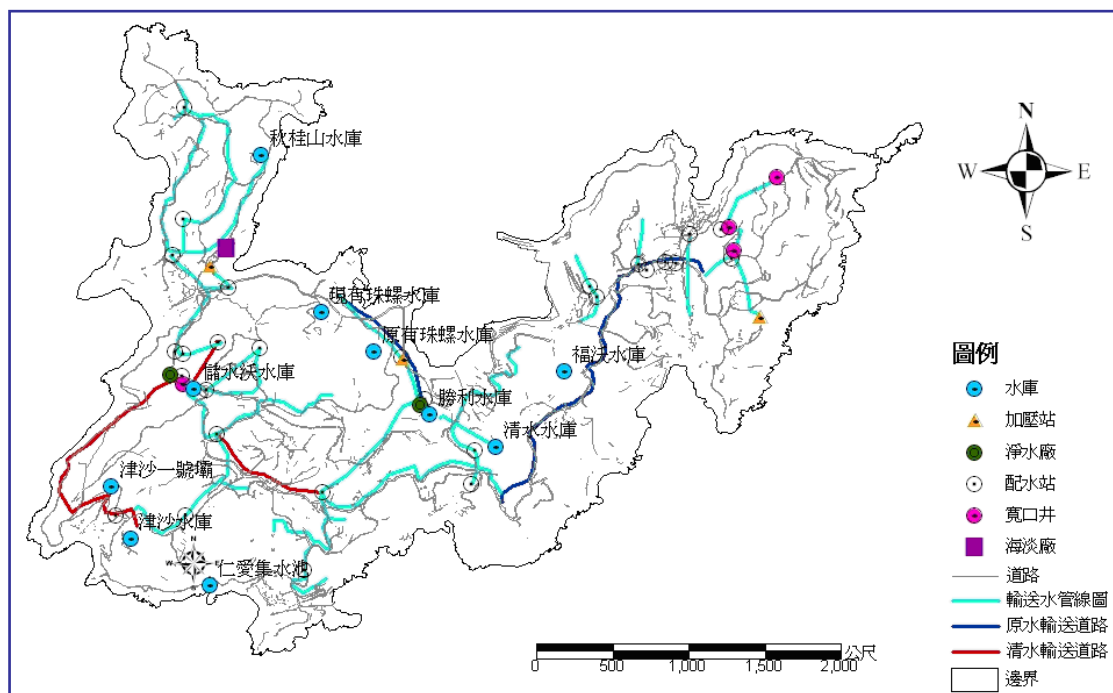 秋桂山水庫
現有珠螺水庫
原有珠螺水庫
福沃水庫
儲水沃水庫
勝利水庫
清水水庫
津沙一號壩
津沙水庫
仁愛集水池
N
W E
S
N
圖例
水庫
加壓站
淨水廠
配水站
寬口井
海淡廠
道路
輸送水管線圖
原水輸送道路
清水輸送道路
邊界
0 500 1,000 1,500 2,000 公尺